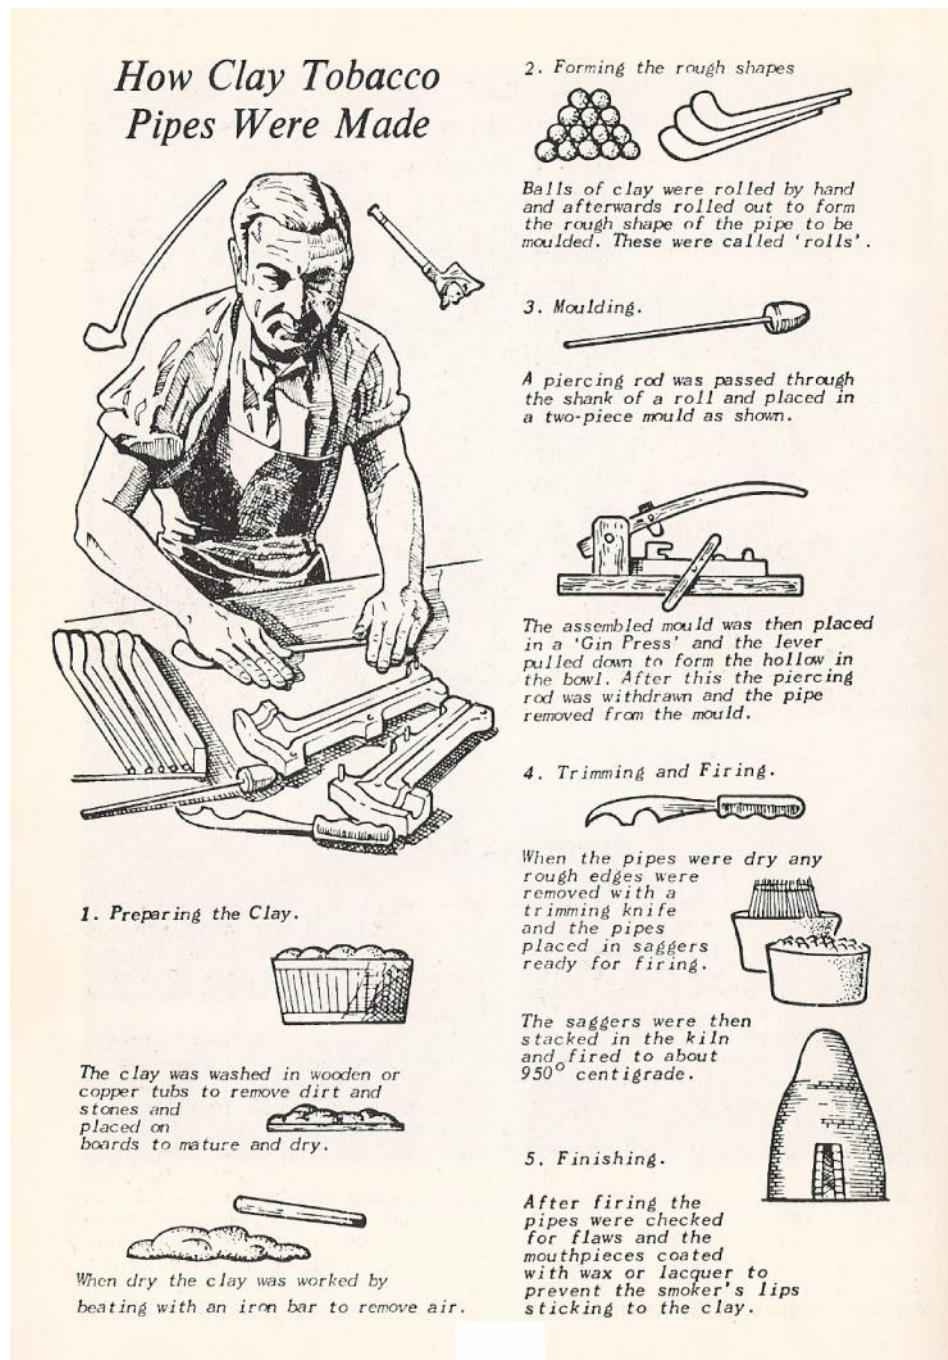 How Clay Tobacco
Pipes Were Made
1. Preparing the Clay.
The clay was washed in wooden or
copper tubs to remove dirt and
stones and
placed on
boards to mature and dry.
When dry the clay was worked by
beating with an iron bar to remove air.
2. Forming the rough shapes
Balls of clay were rolled by hand
and afterwards rolled out to form
the rough shape of the pipe to be
moulded. These were called 'rolls'.
3. Moulding.
A piercing rod was passed through
the shank of a roll and placed in
a two-piece mould as shown.
The assembled mould was then placed
in a 'Gin Press' and the lever
pulled down to form the hollow in
the bowl. After this the piercing
rod was withdrawn and the pipe
removed from the mould.
4. Trimming and Firing.
When the pipes were dry any
rough edges were
removed with a
trimming knife
and the pipes
placed in saggers
ready for firing.
The saggers were then
stacked in the kiln
and fired to about
950° centigrade.
5. Finishing.
After firing the
pipes were checked
for flaws and the
mouthpieces coated
with wax or lacquer to
prevent the smoker's lips
sticking to the clay.